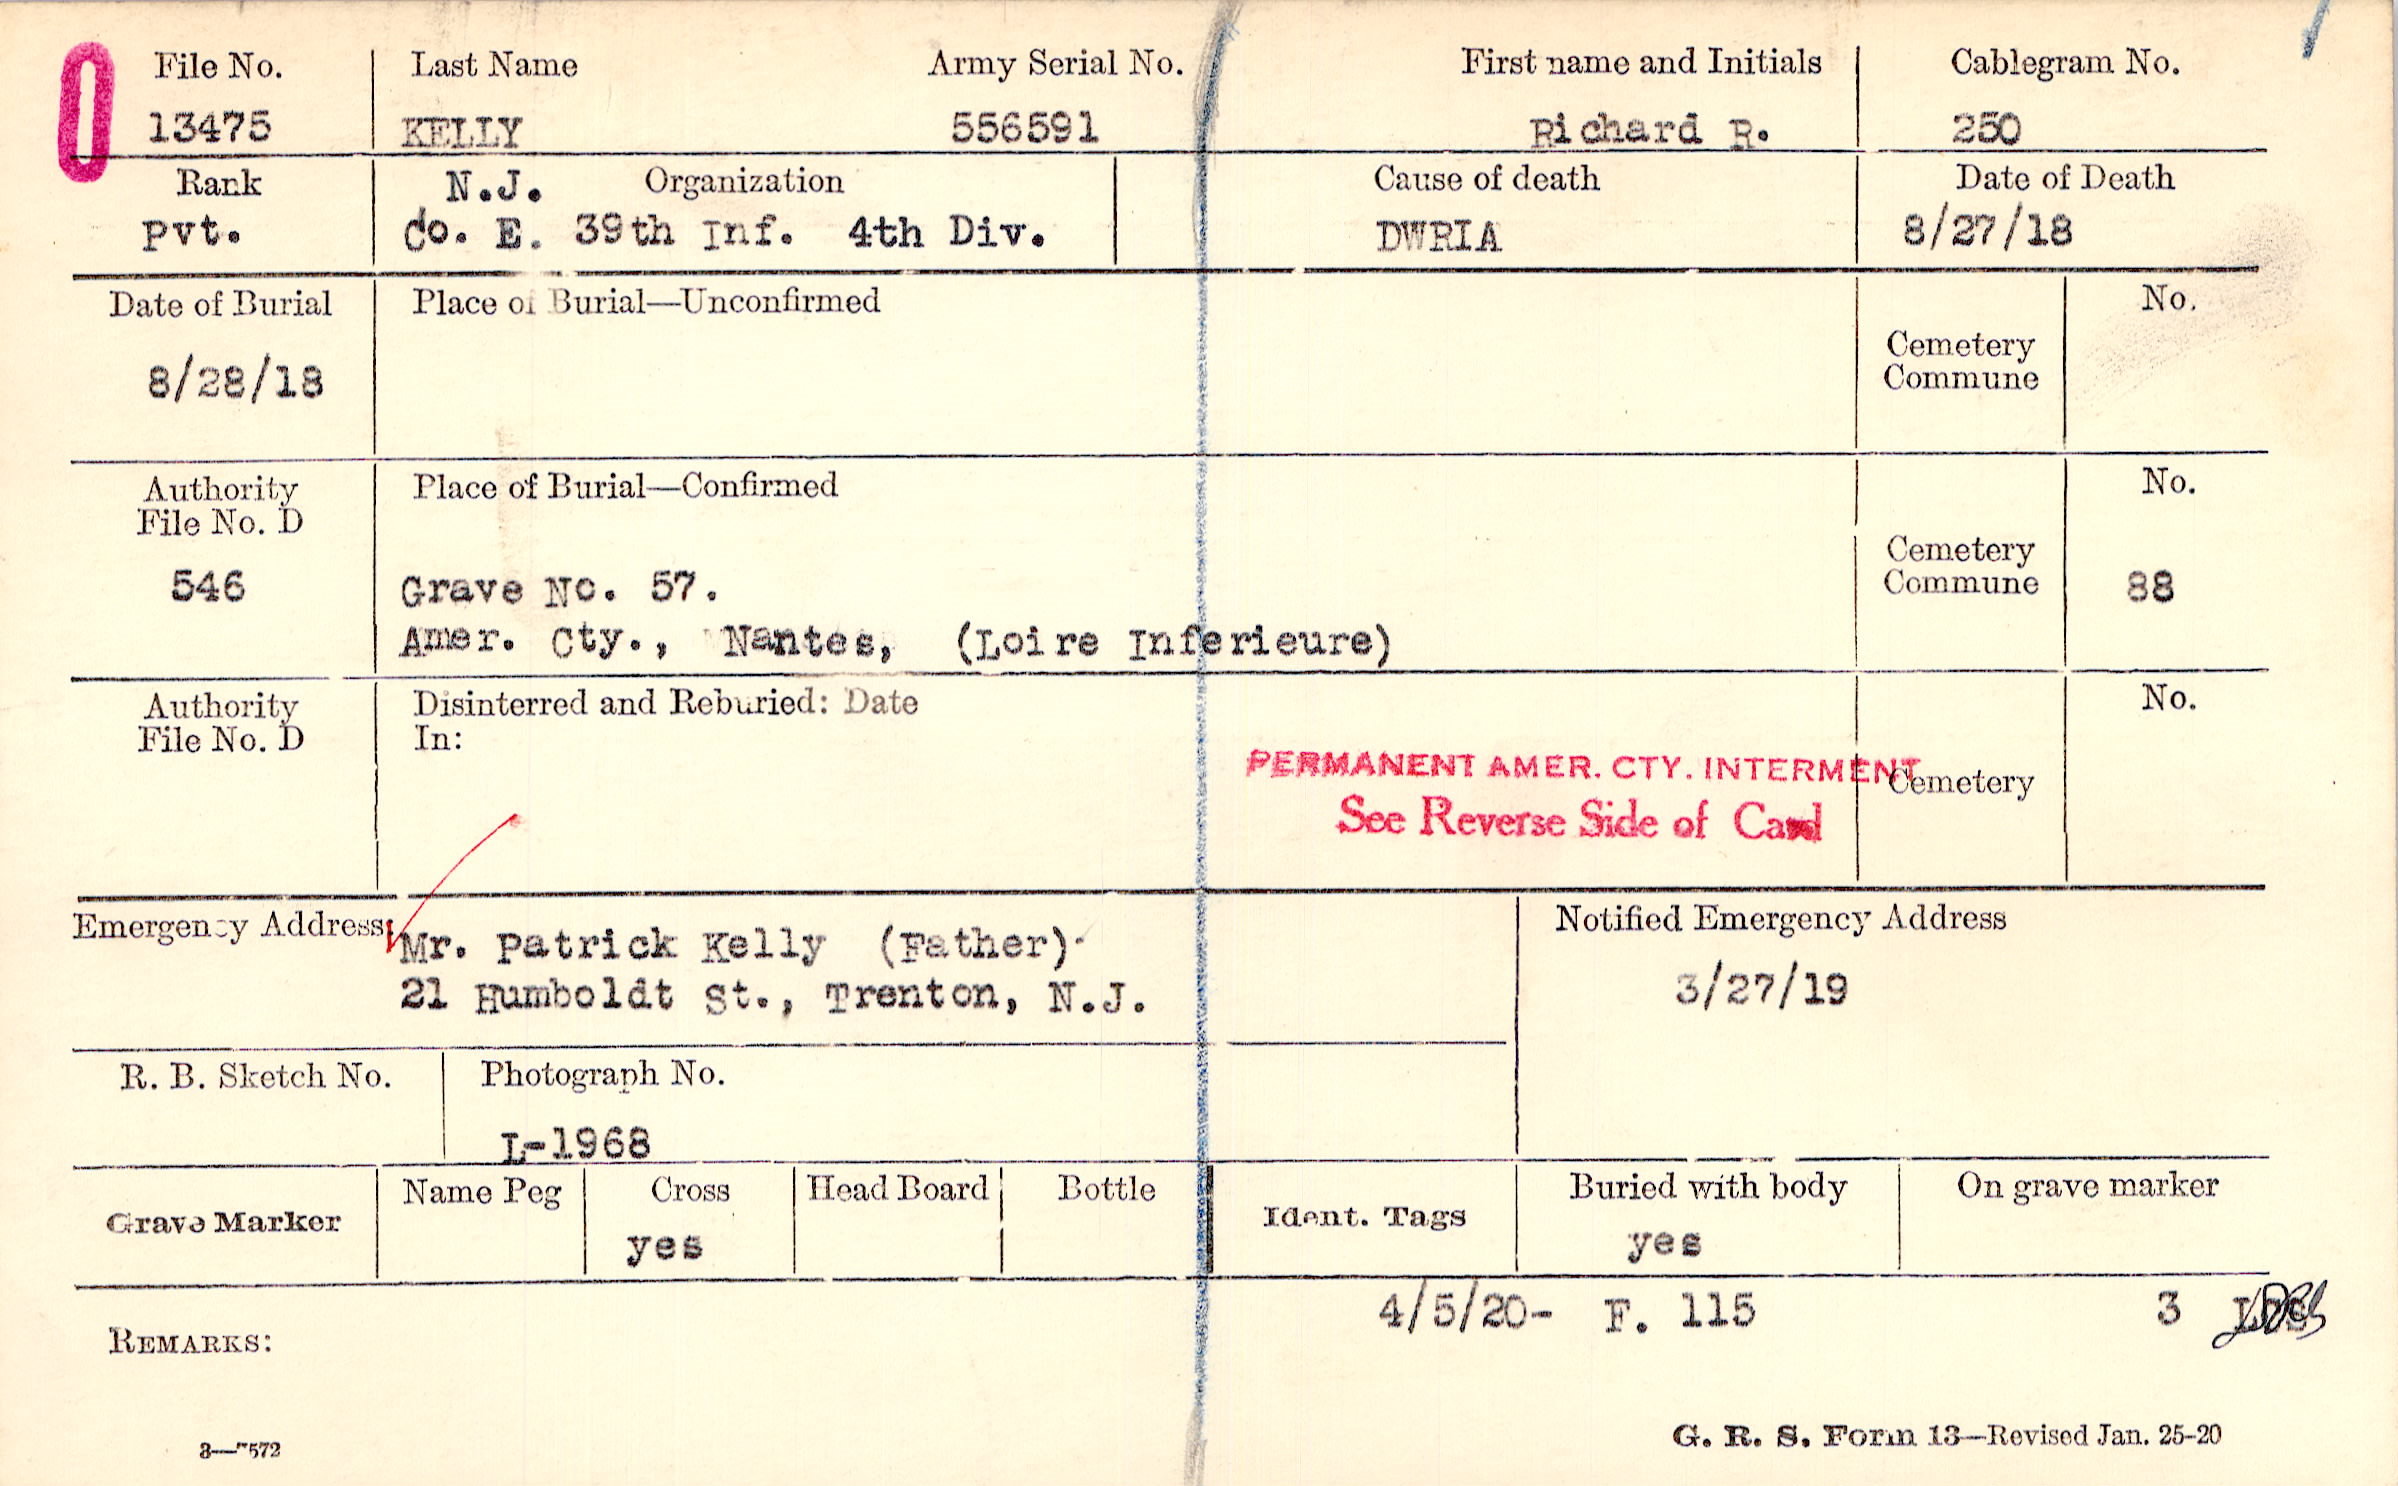 File No. Last Name Army Serial No. First name and Initials Cablegram No.
13475 KELLY 556591 Richard R. 250
Rank N.J. Organization Cause of death Date of Death
Pvt. Co. E. 39th Inf. 4th Div. DWRIA 8/27/18
Date of Burial Place of Burial—Unconfirmed No.
Cemetery
Commune
8/28/18
Authority Place of Burial—Confirmed No.
File No. D
Cemetery
546 Grave No. 57. Commune 88
Amer. Cty., Nantes, (Loire Inferieure)
Authority Disinterred and Reburied: Date No.
File No. D In:
PERMANENT AMER. CTY. INTERMENT Cemetery
See Reverse Side of Card
Emergency Address: Notified Emergency Address
Mr. Patrick Kelly (Father)
21 Humboldt St., Trenton, N.J. 3/27/19
R. B. Sketch No. Photograph No.
L-1968
Grave Marker Name Peg Cross Head Board Bottle Ident. Tags Buried with body On grave marker
yes yes
4/5/20- F. 115 3
REMARKS:
G. R. S. Form 13—Revised Jan. 25-20